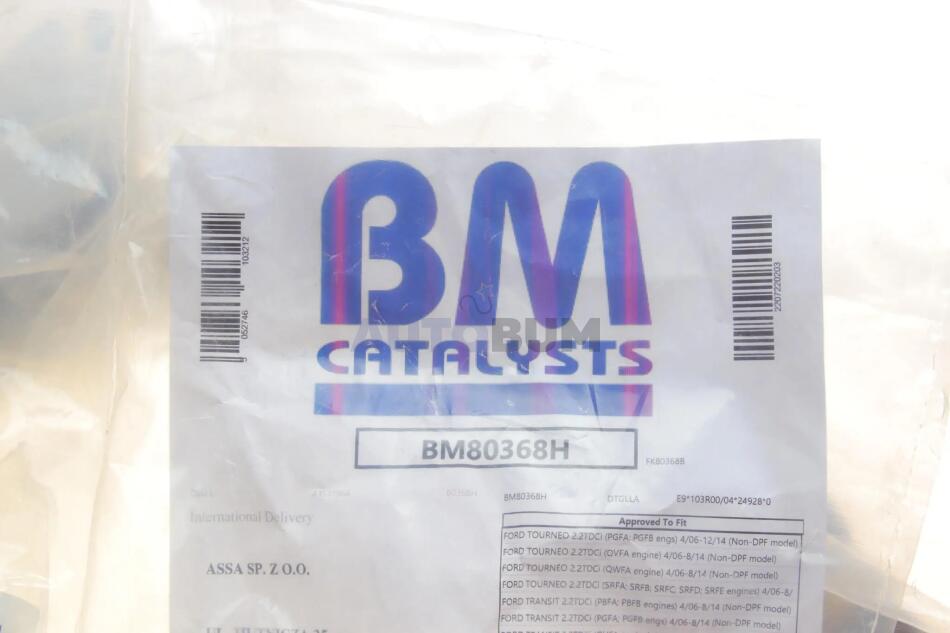 BM
CATALYSTS
AUTOBUM
BM80368H
FK80368B
5 052746 103212
2207220203
BM80368H DTGLLA E9*103R00/04*24928*0
International Delivery
Approved To Fit
FORD TOURNEO 2.2TDCi (PGFA; PGFB engs) 4/06-12/14 (Non-DPF model)
FORD TOURNEO 2.2TDCi (QVFA engine) 4/06-8/14 (Non-DPF model)
FORD TOURNEO 2.2TDCi (QWFA engine) 4/06-8/14 (Non-DPF model)
FORD TOURNEO 2.2TDCi (SRFA; SRFB; SRFC; SRFD; SRFE engines) 4/06-8/
FORD TRANSIT 2.2TDCi (PBFA; PBFB engines) 4/06-8/14 (Non-DPF model)
FORD TRANSIT 2.2TDCi (PGFA; PGFB engs) 4/06-8/14 (Non-DPF model)
ASSA SP. Z O.O.